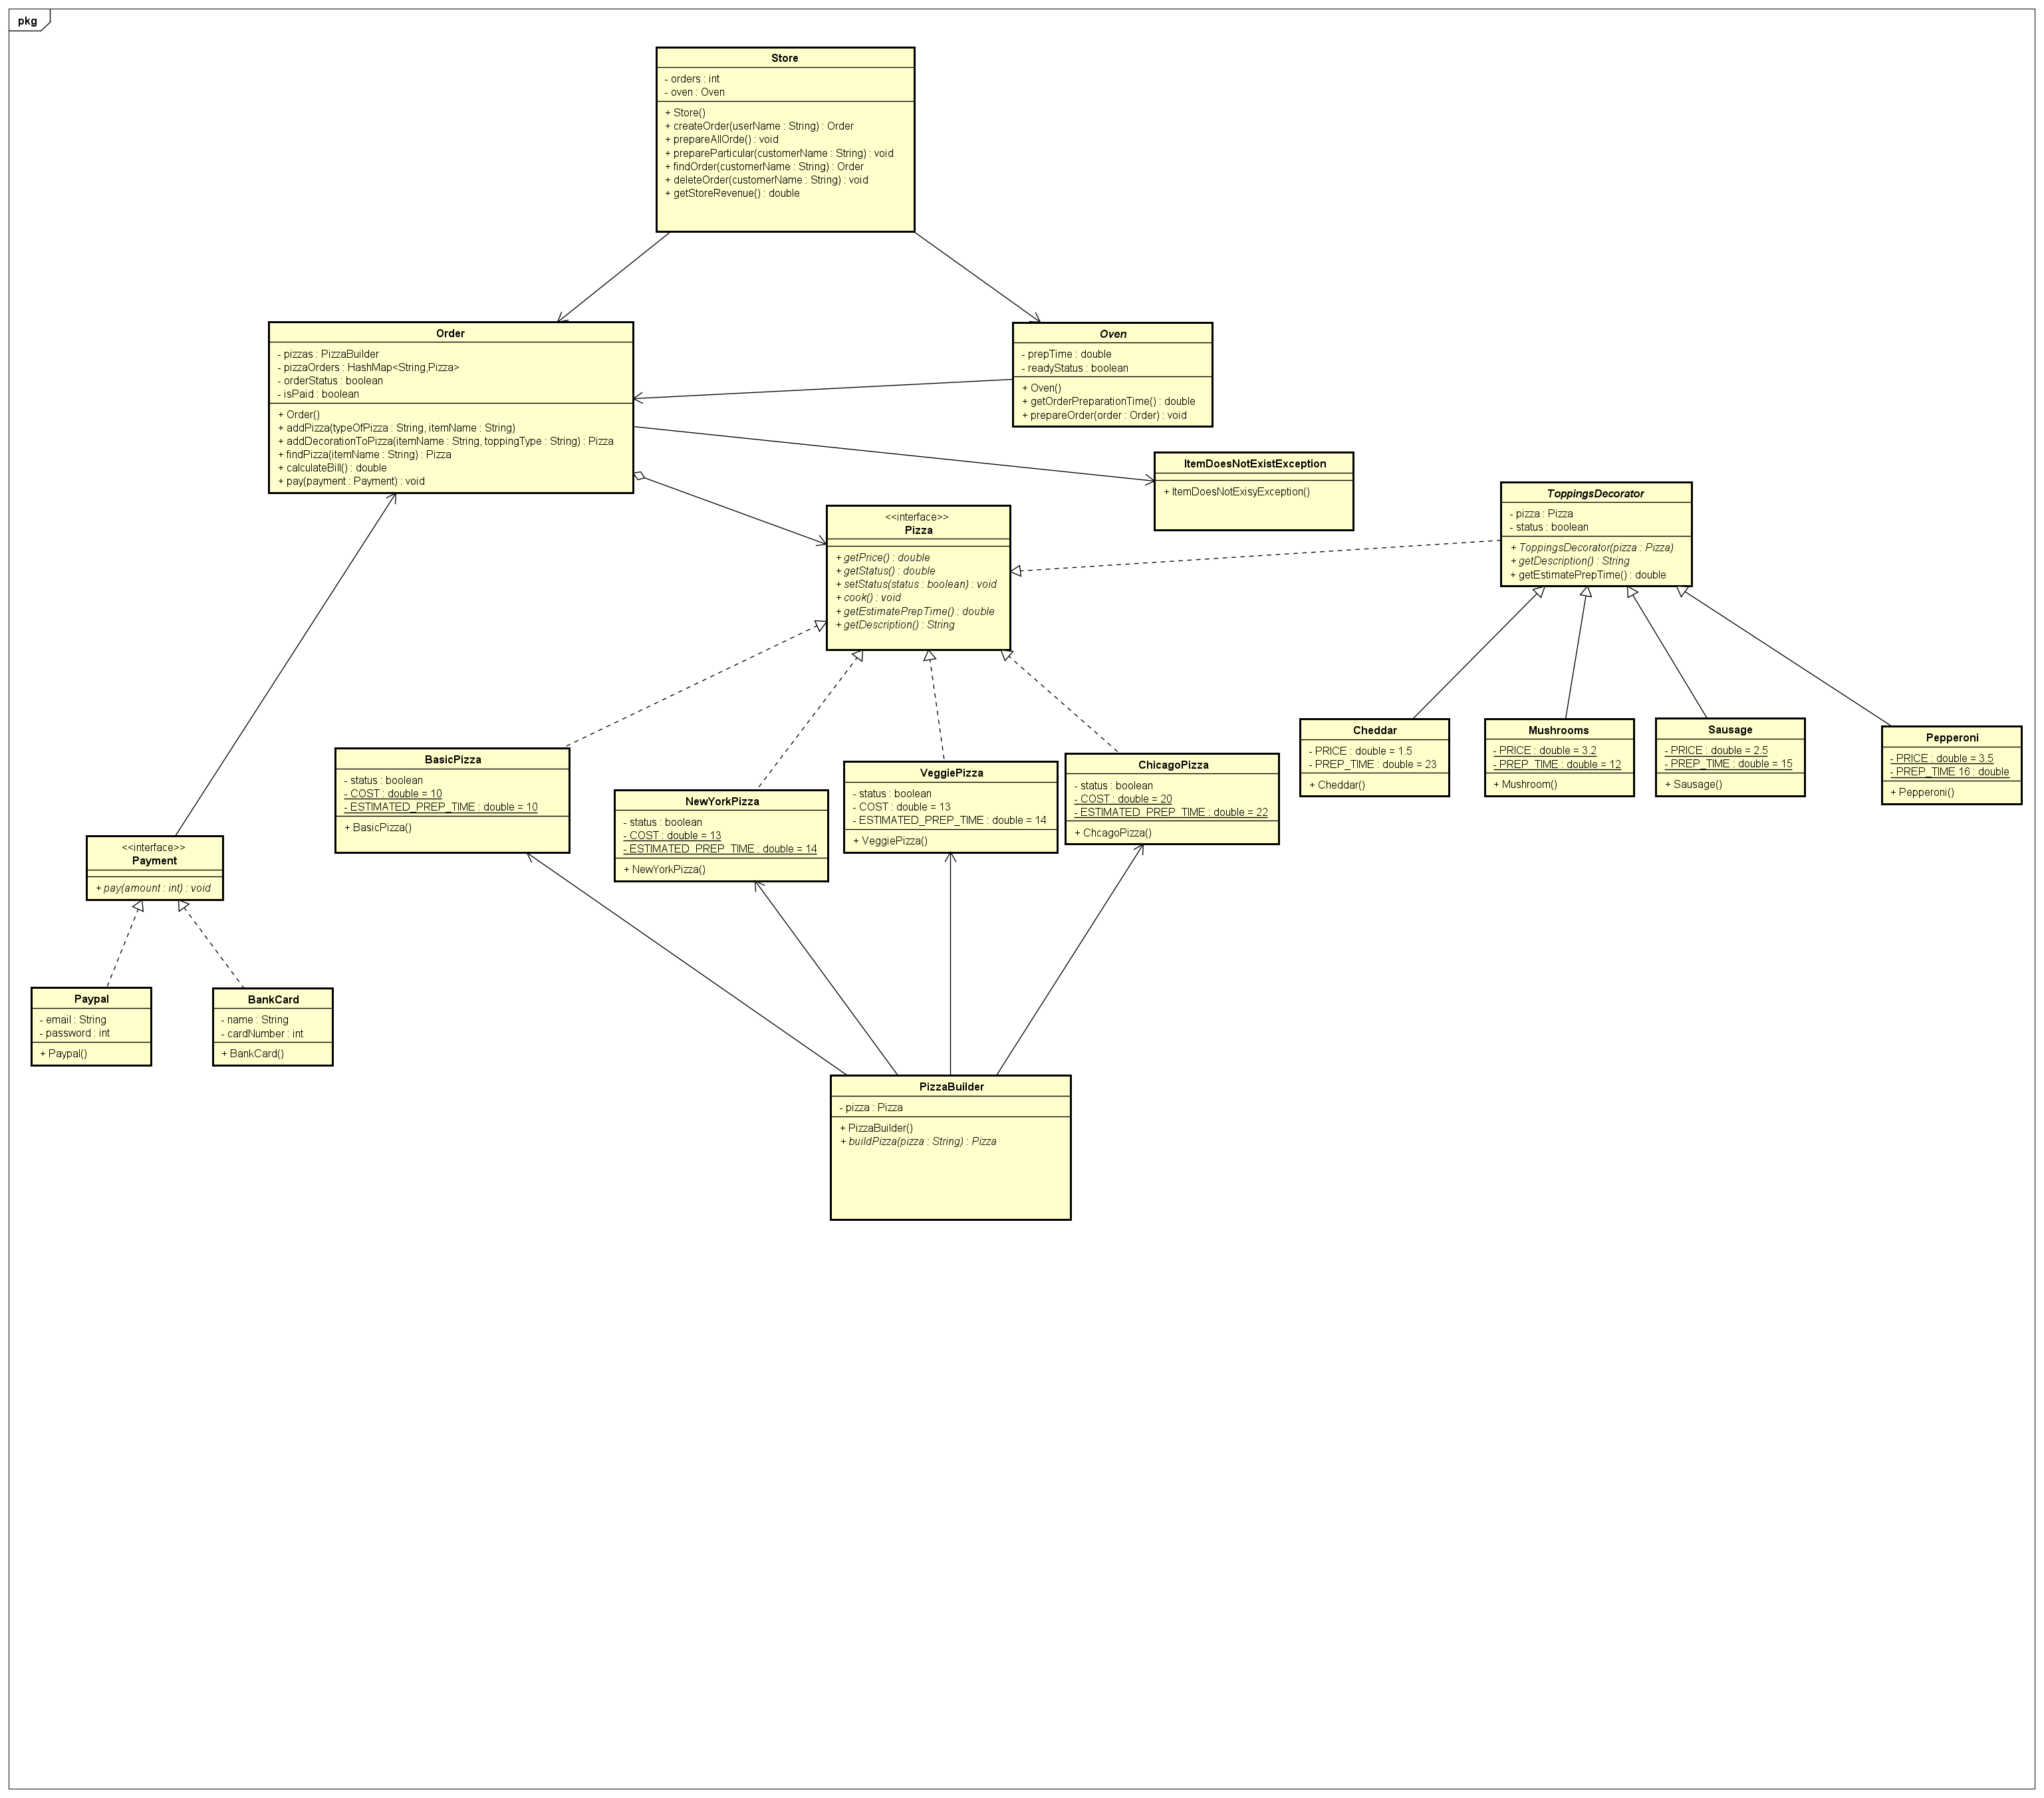 pkg
Store
- orders : int
- oven : Oven
+ Store()
+ createOrder(userName : String) : Order
+ prepareAllOrde() : void
+ prepareParticular(customerName : String) : void
+ findOrder(customerName : String) : Order
+ deleteOrder(customerName : String) : void
+ getStoreRevenue() : double
Order
- pizzas : PizzaBuilder
- pizzaOrders : HashMap<String,Pizza>
- orderStatus : boolean
- isPaid : boolean
+ Order()
+ addPizza(typeOfPizza : String, itemName : String)
+ addDecorationToPizza(itemName : String, toppingType : String) : Pizza
+ findPizza(itemName : String) : Pizza
+ calculateBill() : double
+ pay(payment : Payment) : void
Oven
- prepTime : double
- readyStatus : boolean
+ Oven()
+ getOrderPreparationTime() : double
+ prepareOrder(order : Order) : void
ItemDoesNotExistException
+ ItemDoesNotExisyException()
<<interface>>
Pizza
+ getPrice() : double
+ getStatus() : double
+ setStatus(status : boolean) : void
+ cook() : void
+ getEstimatePrepTime() : double
+ getDescription() : String
ToppingsDecorator
- pizza : Pizza
- status : boolean
+ ToppingsDecorator(pizza : Pizza)
+ getDescription() : String
+ getEstimatePrepTime() : double
Cheddar
- PRICE : double = 1.5
- PREP_TIME : double = 23
+ Cheddar()
Mushrooms
- PRICE : double = 3.2
- PREP_TIME : double = 12
+ Mushroom()
Sausage
- PRICE : double = 2.5
- PREP_TIME : double = 15
+ Sausage()
Pepperoni
- PRICE : double = 3.5
- PREP_TIME 16 : double
+ Pepperoni()
BasicPizza
- status : boolean
- COST : double = 10
- ESTIMATED_PREP_TIME : double = 10
+ BasicPizza()
NewYorkPizza
- status : boolean
- COST : double = 13
- ESTIMATED_PREP_TIME : double = 14
+ NewYorkPizza()
VeggiePizza
- status : boolean
- COST : double = 13
- ESTIMATED_PREP_TIME : double = 14
+ VeggiePizza()
ChicagoPizza
- status : boolean
- COST : double = 20
- ESTIMATED_PREP_TIME : double = 22
+ ChcagoPizza()
<<interface>>
Payment
+ pay(amount : int) : void
Paypal
- email : String
- password : int
+ Paypal()
BankCard
- name : String
- cardNumber : int
+ BankCard()
PizzaBuilder
- pizza : Pizza
+ PizzaBuilder()
+ buildPizza(pizza : String) : Pizza